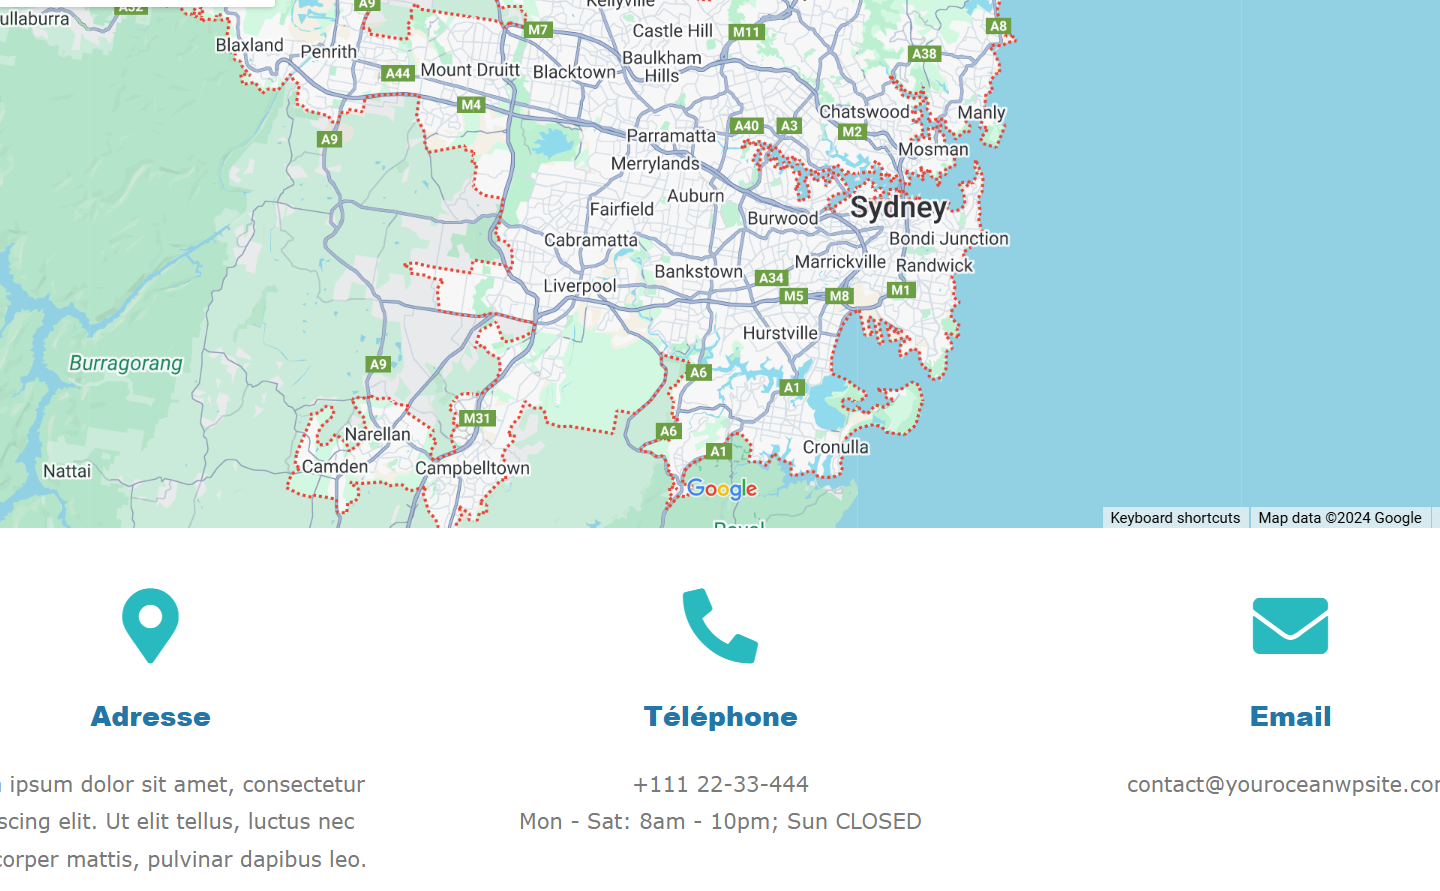 A32
A9
Kellyville
ullaburra
M7
Castle Hill
M11
A8
Blaxland
Penrith
Baulkham
Hills
A38
A44
Mount Druitt
Blacktown
M4
Chatswood
Manly
A9
Parramatta
A40
A3
M2
Merrylands
Mosman
Auburn
Fairfield
Burwood
Sydney
Cabramatta
Bondi Junction
Bankstown
Marrickville
Randwick
Liverpool
A34
M5
M8
M1
Hurstville
Burragorang
A9
A6
A1
M31
Narellan
A6
A1
Cronulla
Nattai
Camden
Campbelltown
Google
Royal
Keyboard shortcuts
Map data ©2024 Google
Adresse
Téléphone
Email
ipsum dolor sit amet, consectetur
scing elit. Ut elit tellus, luctus nec
corper mattis, pulvinar dapibus leo.
+111 22-33-444
Mon - Sat: 8am - 10pm; Sun CLOSED
contact@youroceanwpsite.com